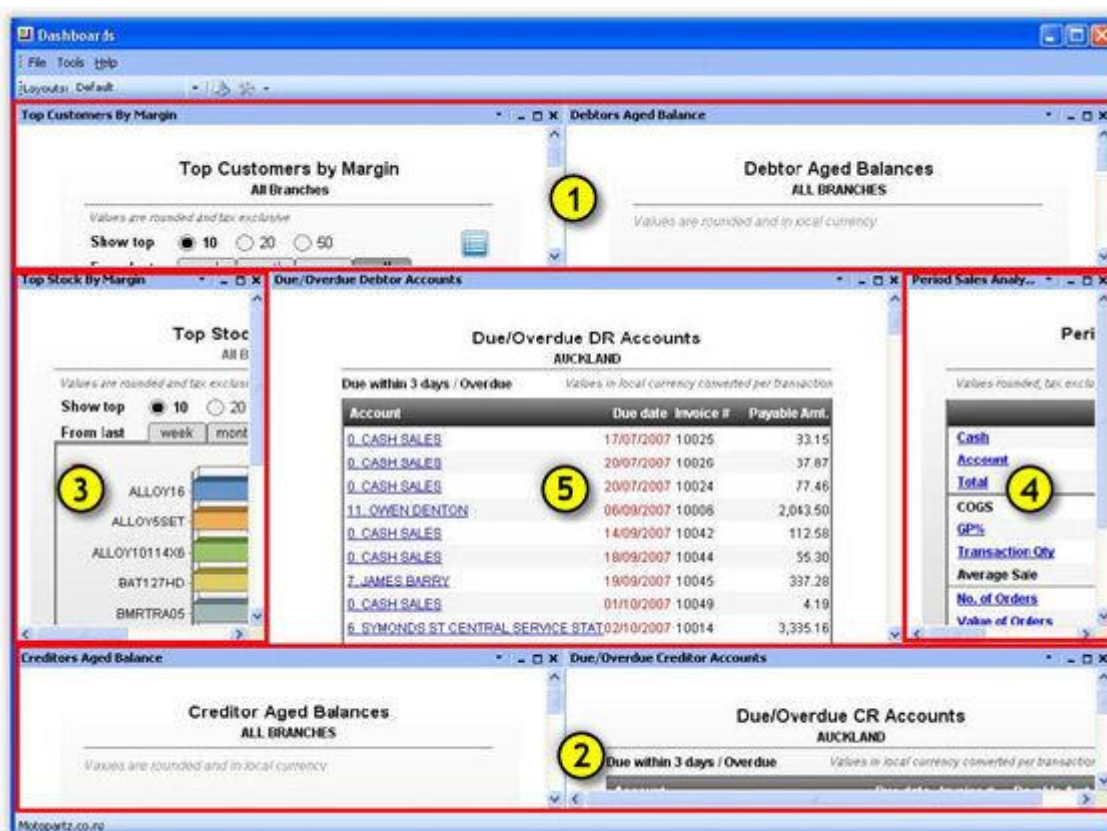 Dashboards
File Tools Help
Layouts: Default
Top Customers By Margin
Top Customers by Margin
All Branches
Values are rounded and tax exclusive
Show top 10 20 50
Debtors Aged Balance
Debtor Aged Balances
ALL BRANCHES
Values are rounded and in local currency
1
Top Stock By Margin
Top Stoc
All B
Values are rounded and tax exclusi
Show top 10 20
From last week mont
ALLOY16
ALLOY5SET
ALLOY10114X6
BAT127HD
BMRTRA05
3
Due/Overdue Debtor Accounts
Due/Overdue DR Accounts
AUCKLAND
Due within 3 days / Overdue Values in local currency converted per transaction
Account Due date Invoice # Payable Amt.
0. CASH SALES 17/07/2007 10025 33.15
0. CASH SALES 20/07/2007 10026 37.87
0. CASH SALES 20/07/2007 10024 77.46
11. OWEN DENTON 06/09/2007 10006 2,043.50
0. CASH SALES 14/09/2007 10042 112.58
0. CASH SALES 18/09/2007 10044 55.30
7. JAMES BARRY 19/09/2007 10045 337.28
0. CASH SALES 01/10/2007 10049 4.19
6. SYMONDS ST CENTRAL SERVICE STAT 02/10/2007 10014 3,335.16
5
Period Sales Analy...
Peri
Values rounded, tax exclu
Cash
Account
Total
COGS
GP%
Transaction Qty
Average Sale
No. of Orders
Value of Orders
4
Creditors Aged Balance
Creditor Aged Balances
ALL BRANCHES
Values are rounded and in local currency
Due/Overdue Creditor Accounts
Due/Overdue CR Accounts
AUCKLAND
Due within 3 days / Overdue Values in local currency converted per transaction
2
Motopartz.co.nz